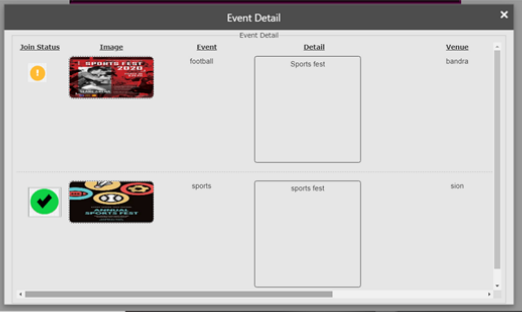 Event Detail
Event Detail
Join Status Image Event Detail Venue
SPORTS FEST
2020
football Sports fest bandra
ANNUAL
SPORTS FEST
sports sports fest sion